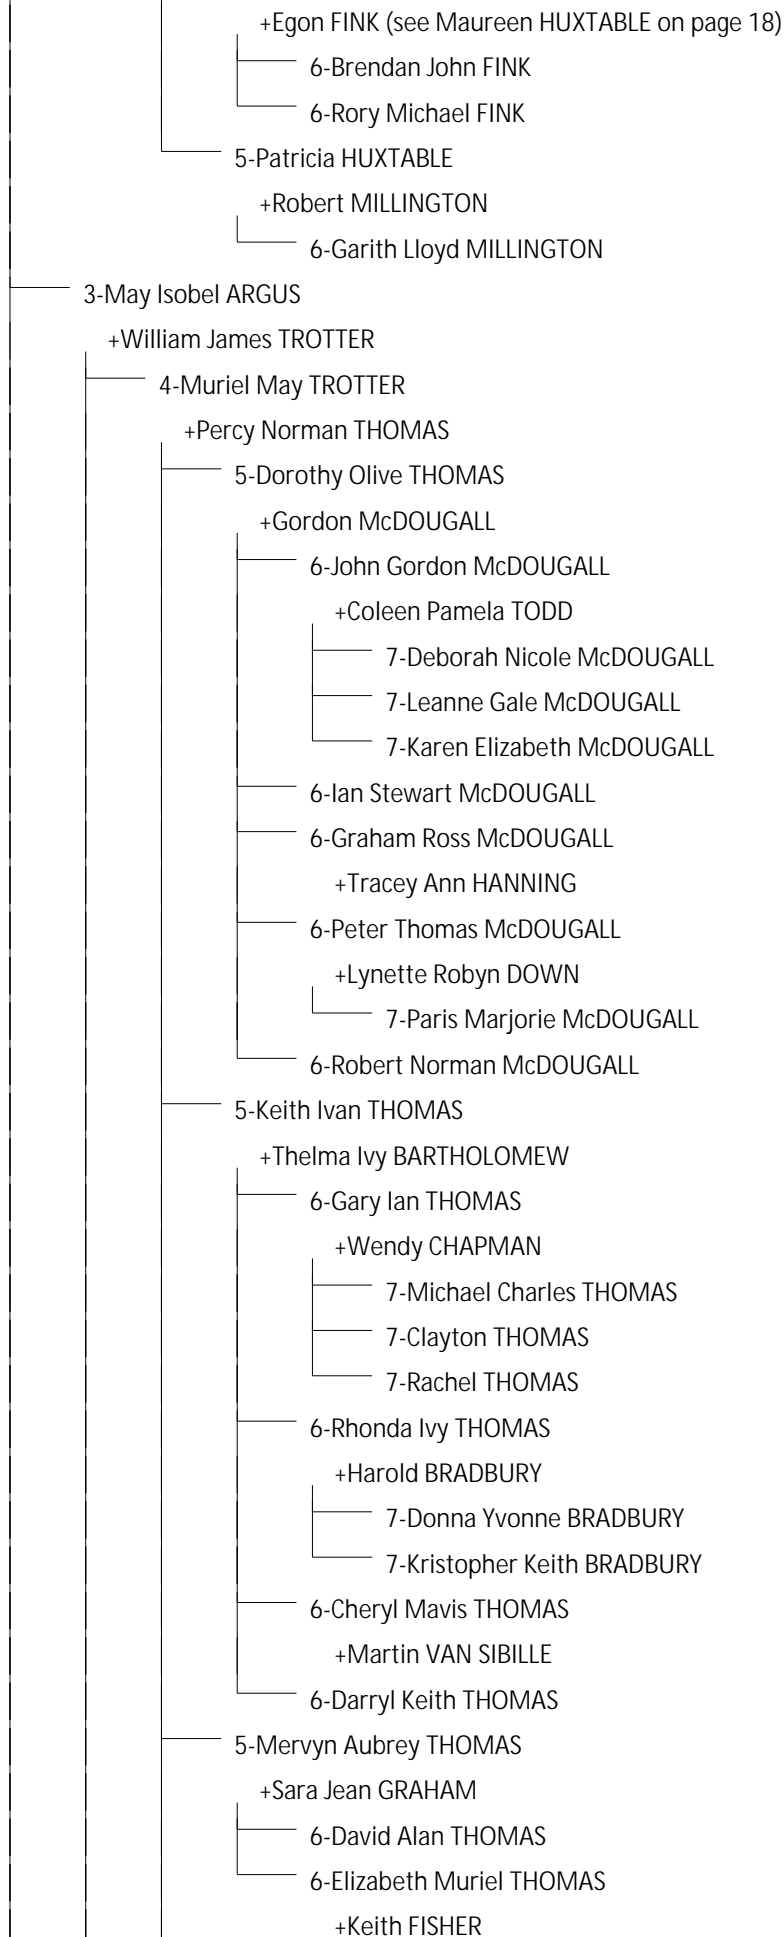 +Egon FINK (see Maureen HUXTABLE on page 18)
6-Brendan John FINK
6-Rory Michael FINK
5-Patricia HUXTABLE
+Robert MILLINGTON
6-Garith Lloyd MILLINGTON
3-May Isobel ARGUS
+William James TROTTER
4-Muriel May TROTTER
+Percy Norman THOMAS
5-Dorothy Olive THOMAS
+Gordon McDOUGALL
6-John Gordon McDOUGALL
+Coleen Pamela TODD
7-Deborah Nicole McDOUGALL
7-Leanne Gale McDOUGALL
7-Karen Elizabeth McDOUGALL
6-Ian Stewart McDOUGALL
6-Graham Ross McDOUGALL
+Tracey Ann HANNING
6-Peter Thomas McDOUGALL
+Lynette Robyn DOWN
7-Paris Marjorie McDOUGALL
6-Robert Norman McDOUGALL
5-Keith Ivan THOMAS
+Thelma Ivy BARTHOLOMEW
6-Gary Ian THOMAS
+Wendy CHAPMAN
7-Michael Charles THOMAS
7-Clayton THOMAS
7-Rachel THOMAS
6-Rhonda Ivy THOMAS
+Harold BRADBURY
7-Donna Yvonne BRADBURY
7-Kristopher Keith BRADBURY
6-Cheryl Mavis THOMAS
+Martin VAN SIBILLE
6-Darryl Keith THOMAS
5-Mervyn Aubrey THOMAS
+Sara Jean GRAHAM
6-David Alan THOMAS
6-Elizabeth Muriel THOMAS
+Keith FISHER